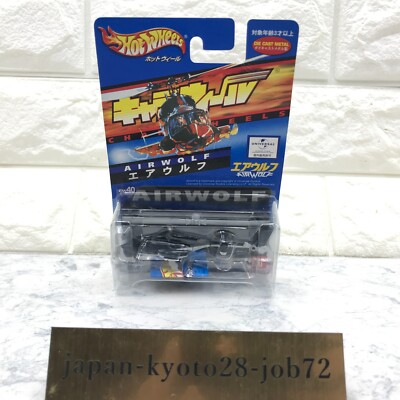 Hot Wheels
ホットウィール
対象年齢3才以上
DIE CAST METAL
キャラウィール
CHARAWHEELS
UNIVERSAL
AIRWOLF
エアウルフ
エアウルフ
AIRWOLF
40
AIRWOLF
japan-kyoto28-job72